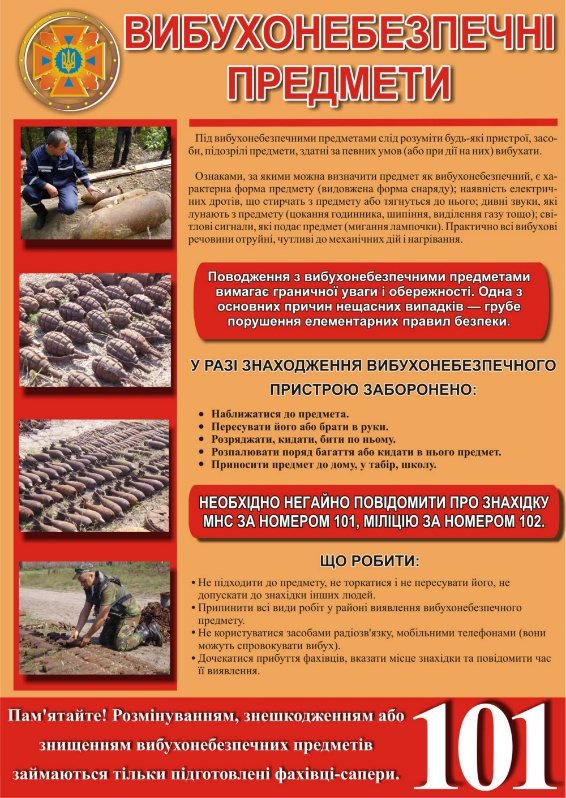 ВИБУХОНЕБЕЗПЕЧНІ
ПРЕДМЕТИ
Під вибухонебезпечними предметами слід розуміти будь-які пристрої, засо-
би, підозрілі предмети, здатні за певних умов (або при дії на них) вибухати.
Ознаками, за якими можна визначити предмет як вибухонебезпечний, є ха-
рактерна форма предмету (видовжена форма снаряду); наявність електрич-
них дротів, що стирчать з предмету або тягнуться до нього; дивні звуки, які
лунають з предмету (цокання годинника, шипіння, виділення газу тощо); сві-
тлові сигнали, які подає предмет (мигання лампочки). Практично всі вибухові
речовини отруйні, чутливі до механічних дій і нагрівання.
Поводження з вибухонебезпечними предметами
вимагає граничної уваги і обережності. Одна з
основних причин нещасних випадків — грубе
порушення елементарних правил безпеки.
У РАЗІ ЗНАХОДЖЕННЯ ВИБУХОНЕБЕЗПЕЧНОГО
ПРИСТРОЮ ЗАБОРОНЕНО:
• Наближатися до предмета.
• Пересувати його або брати в руки.
• Розряджати, кидати, бити по ньому.
• Розпалювати поряд багаття або кидати в нього предмет.
• Приносити предмет до дому, у табір, школу.
НЕОБХІДНО НЕГАЙНО ПОВІДОМИТИ ПРО ЗНАХІДКУ
МНС ЗА НОМЕРОМ 101, МІЛІЦІЮ ЗА НОМЕРОМ 102.
ЩО РОБИТИ:
• Не підходити до предмету, не торкатися і не пересувати його, не
допускати до знахідки інших людей.
• Припинити всі види робіт у районі виявлення вибухонебезпечного
предмету.
• Не користуватися засобами радіозв'язку, мобільними телефонами (вони
можуть спровокувати вибух).
• Дочекатися прибуття фахівців, вказати місце знахідки та повідомити час
її виявлення.
Пам'ятайте! Розмінуванням, знешкодженням або
знищенням вибухонебезпечних предметів
займаються тільки підготовлені фахівці-сапери.
101